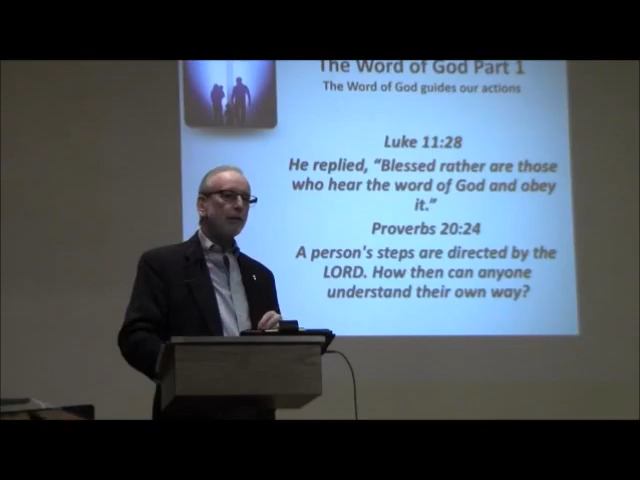 The Word of God Part 1
The Word of God guides our actions
Luke 11:28
He replied, “Blessed rather are those
who hear the word of God and obey
it.”
Proverbs 20:24
A person's steps are directed by the
LORD. How then can anyone
understand their own way?